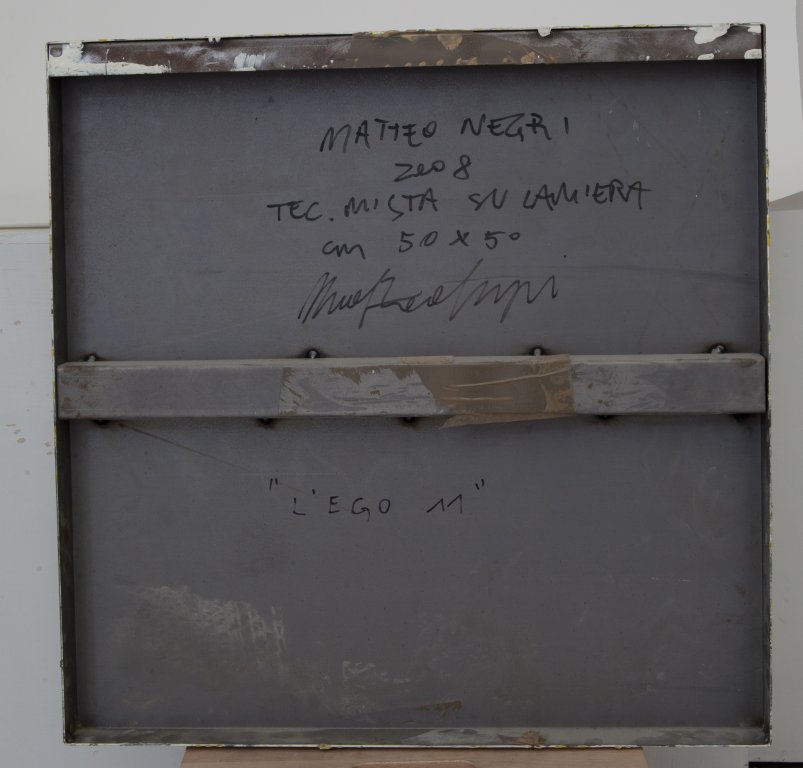 MATTEO NEGRI
2008
TEC. MISTA SU LAMIERA
cm 50 x 50
"L'EGO 11"